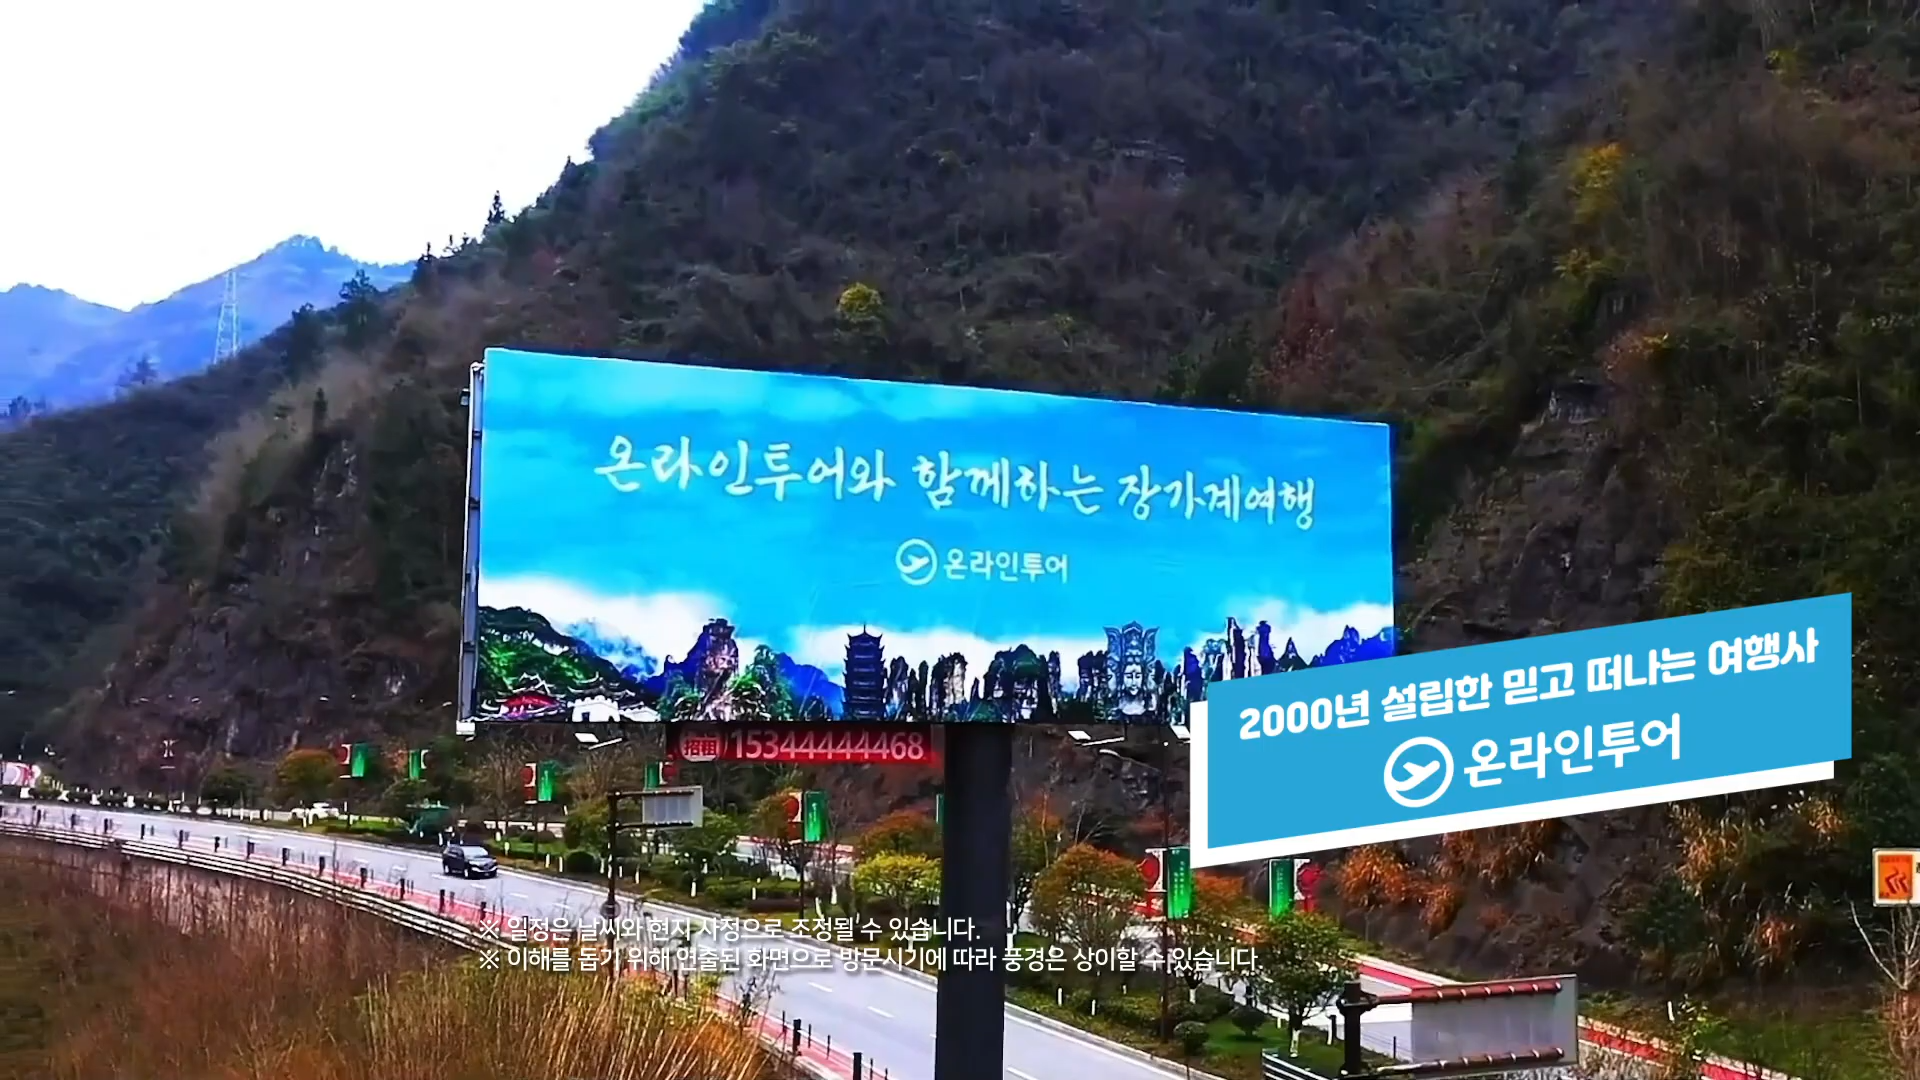 온라인투어와 함께하는 장가계여행
온라인투어
招租 15344444468
2000년 설립한 믿고 떠나는 여행사
온라인투어
※ 일정은 날씨와 현지 사정으로 조정될 수 있습니다.
※ 이해를 돕기 위해 연출된 화면으로 방문시기에 따라 풍경은 상이할 수 있습니다.